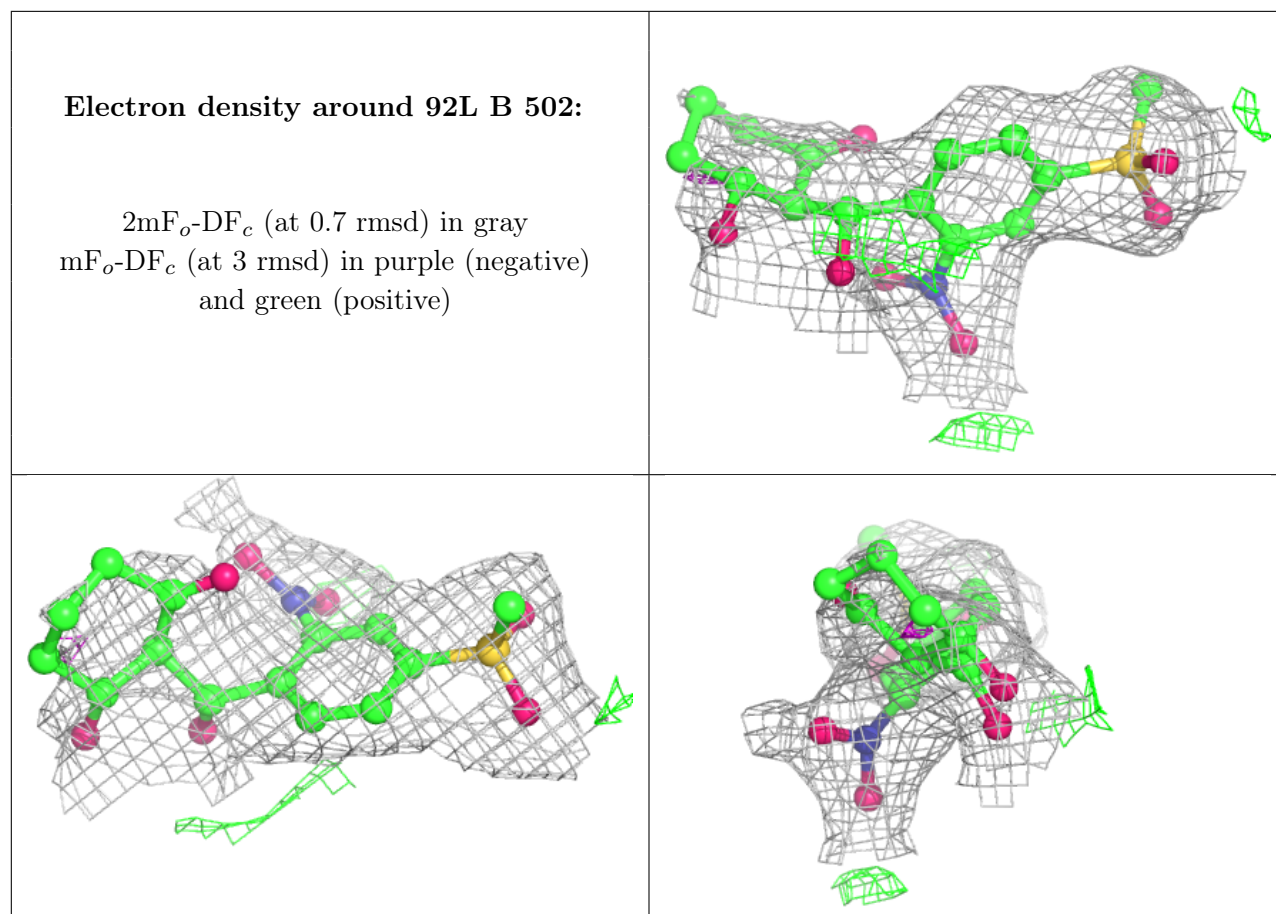 Electron density around 92L B 502:
2mFo-DFc (at 0.7 rmsd) in gray
mFo-DFc (at 3 rmsd) in purple (negative)
and green (positive)